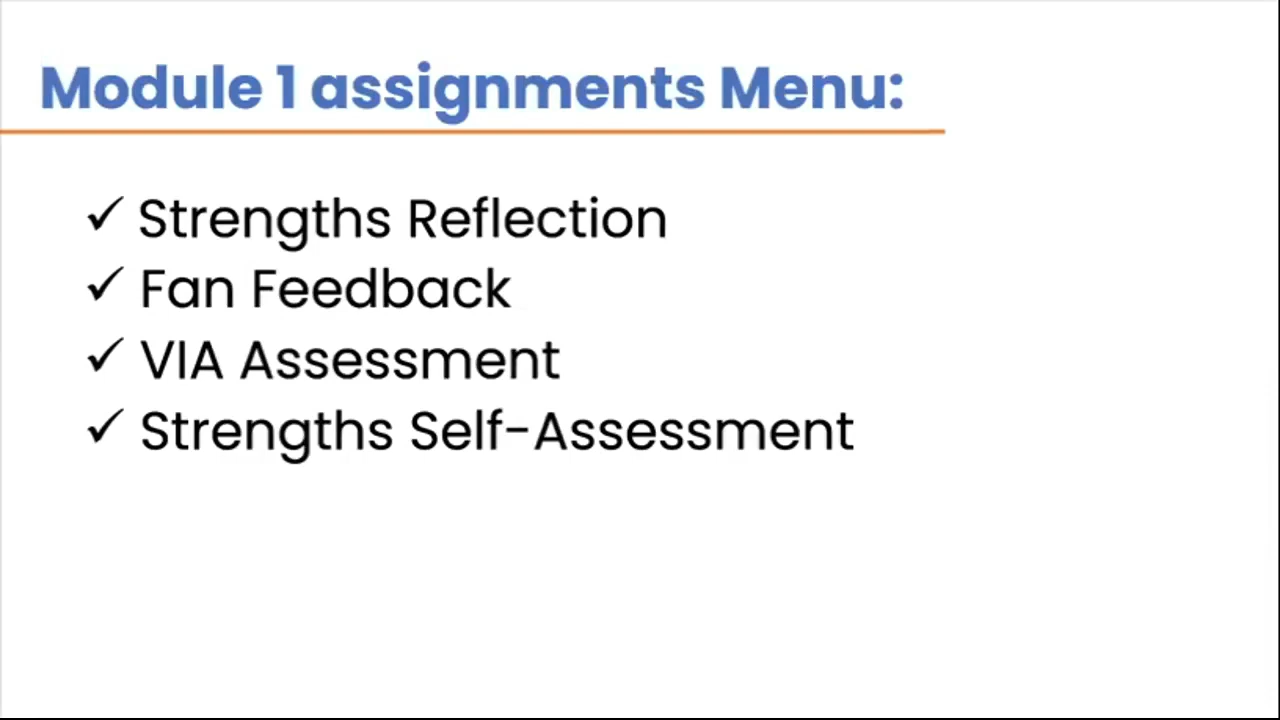 Module 1 assignments Menu:
✓ Strengths Reflection
✓ Fan Feedback
✓ VIA Assessment
✓ Strengths Self-Assessment